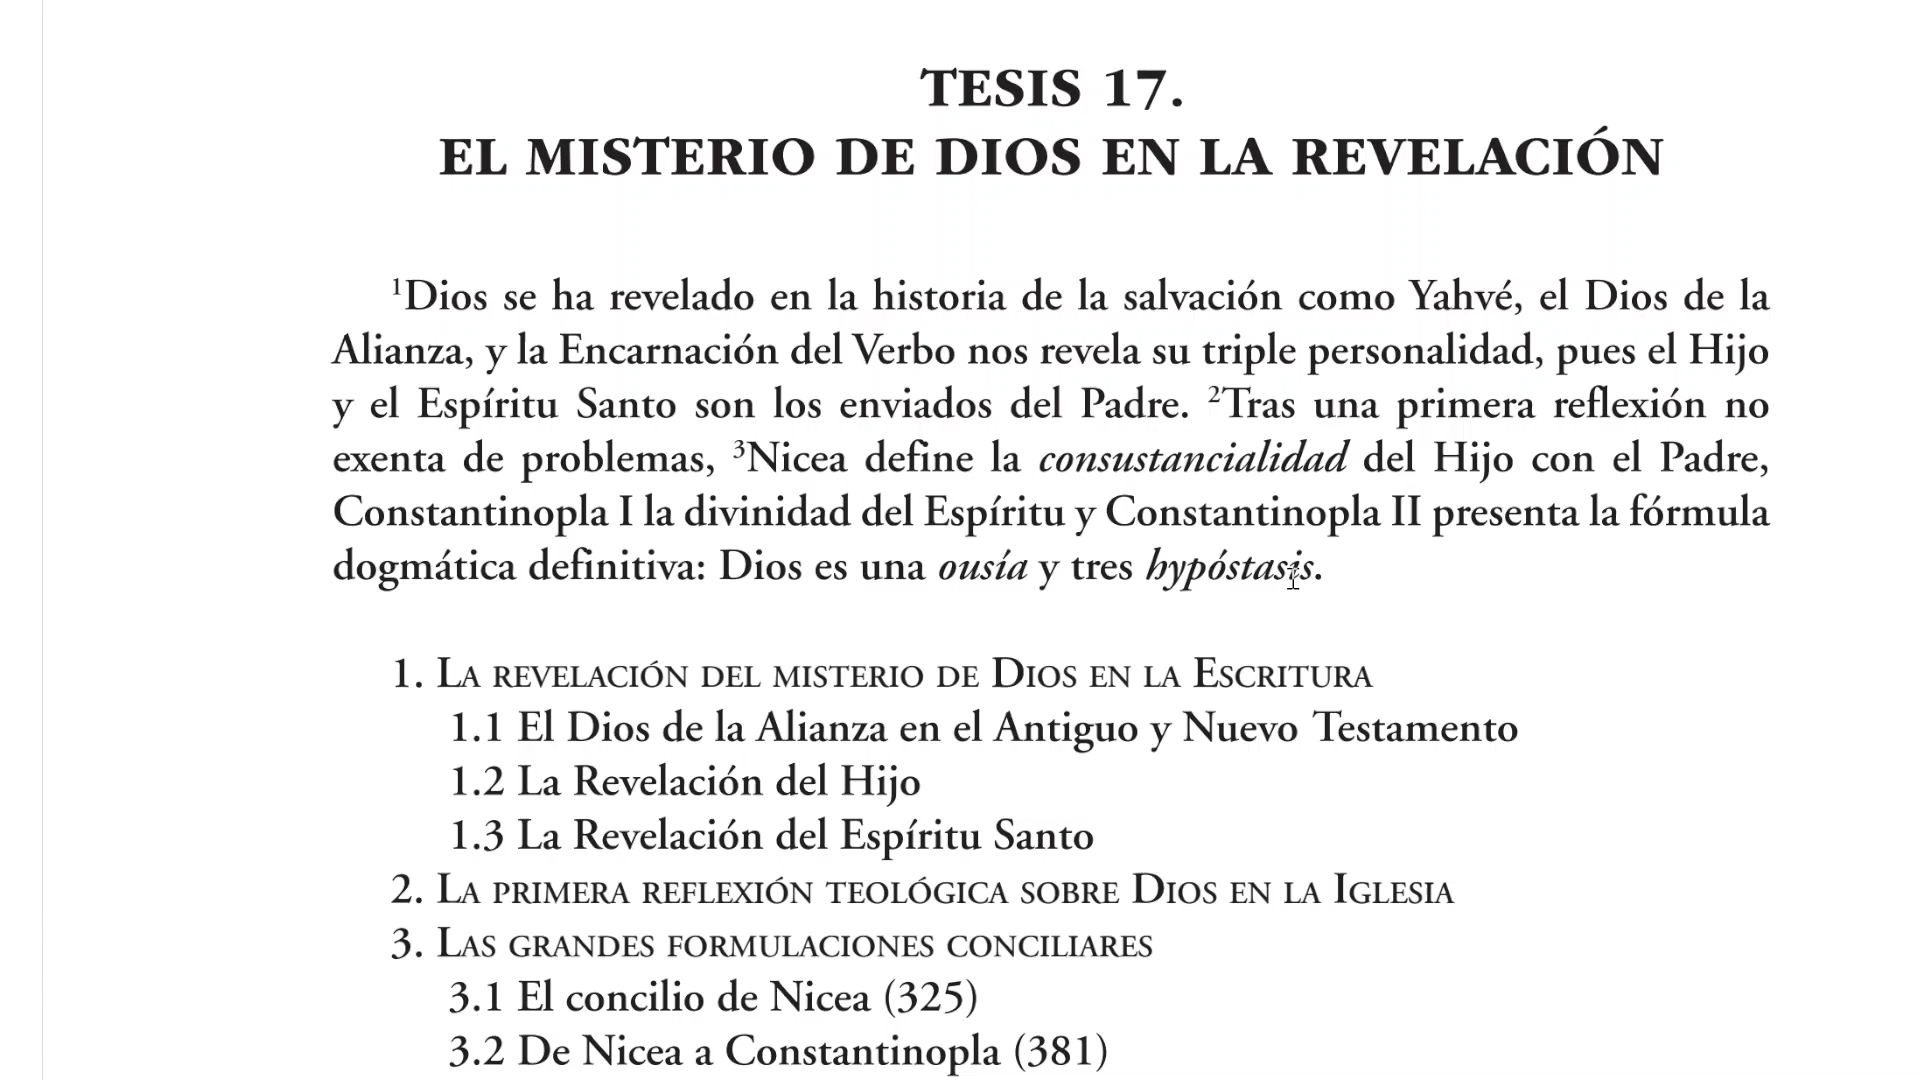 TESIS 17.
EL MISTERIO DE DIOS EN LA REVELACIÓN
¹Dios se ha revelado en la historia de la salvación como Yahvé, el Dios de la
Alianza, y la Encarnación del Verbo nos revela su triple personalidad, pues el Hijo
y el Espíritu Santo son los enviados del Padre. ²Tras una primera reflexión no
exenta de problemas, ³Nicea define la consustancialidad del Hijo con el Padre,
Constantinopla I la divinidad del Espíritu y Constantinopla II presenta la fórmula
dogmática definitiva: Dios es una ousía y tres hypóstasis.
1. La revelación del misterio de Dios en la Escritura
1.1 El Dios de la Alianza en el Antiguo y Nuevo Testamento
1.2 La Revelación del Hijo
1.3 La Revelación del Espíritu Santo
2. La primera reflexión teológica sobre Dios en la Iglesia
3. Las grandes formulaciones conciliares
3.1 El concilio de Nicea (325)
3.2 De Nicea a Constantinopla (381)